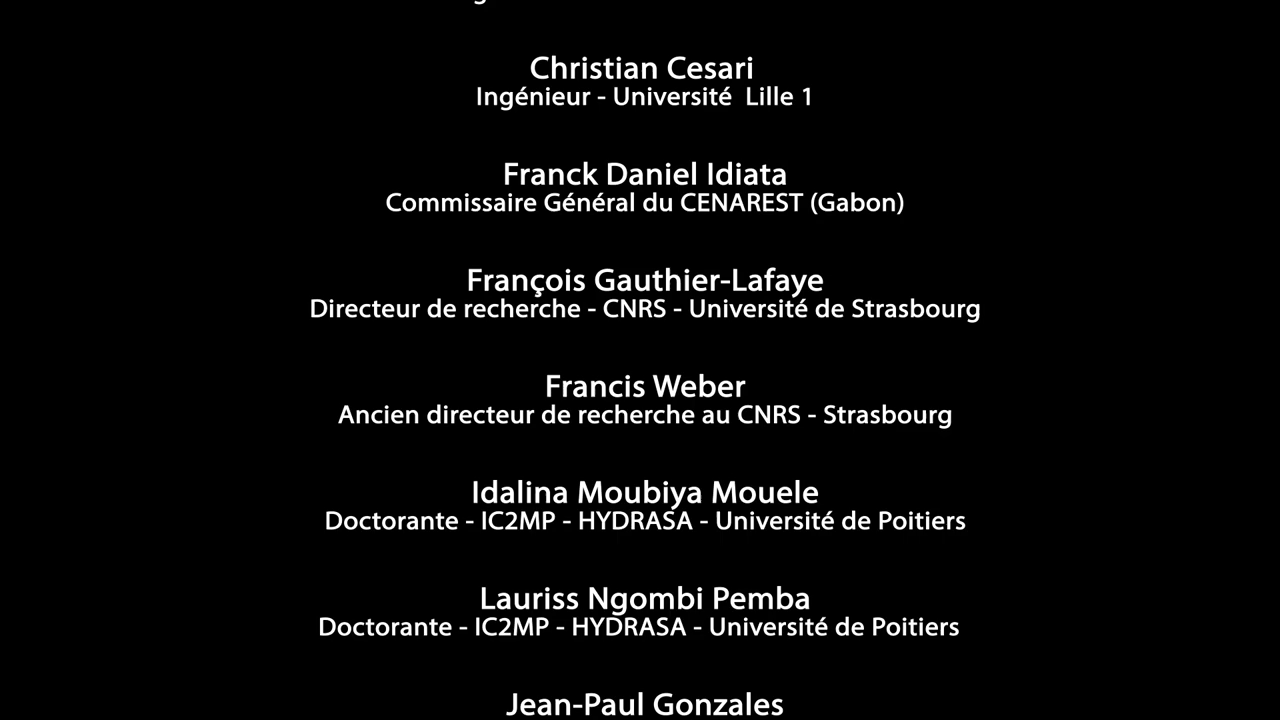 Christian Cesari
Ingénieur - Université  Lille 1
Franck Daniel Idiata
Commissaire Général du CENAREST (Gabon)
François Gauthier-Lafaye
Directeur de recherche - CNRS - Université de Strasbourg
Francis Weber
Ancien directeur de recherche au CNRS - Strasbourg
Idalina Moubiya Mouele
Doctorante - IC2MP - HYDRASA - Université de Poitiers
Lauriss Ngombi Pemba
Doctorante - IC2MP - HYDRASA - Université de Poitiers
Jean-Paul Gonzales